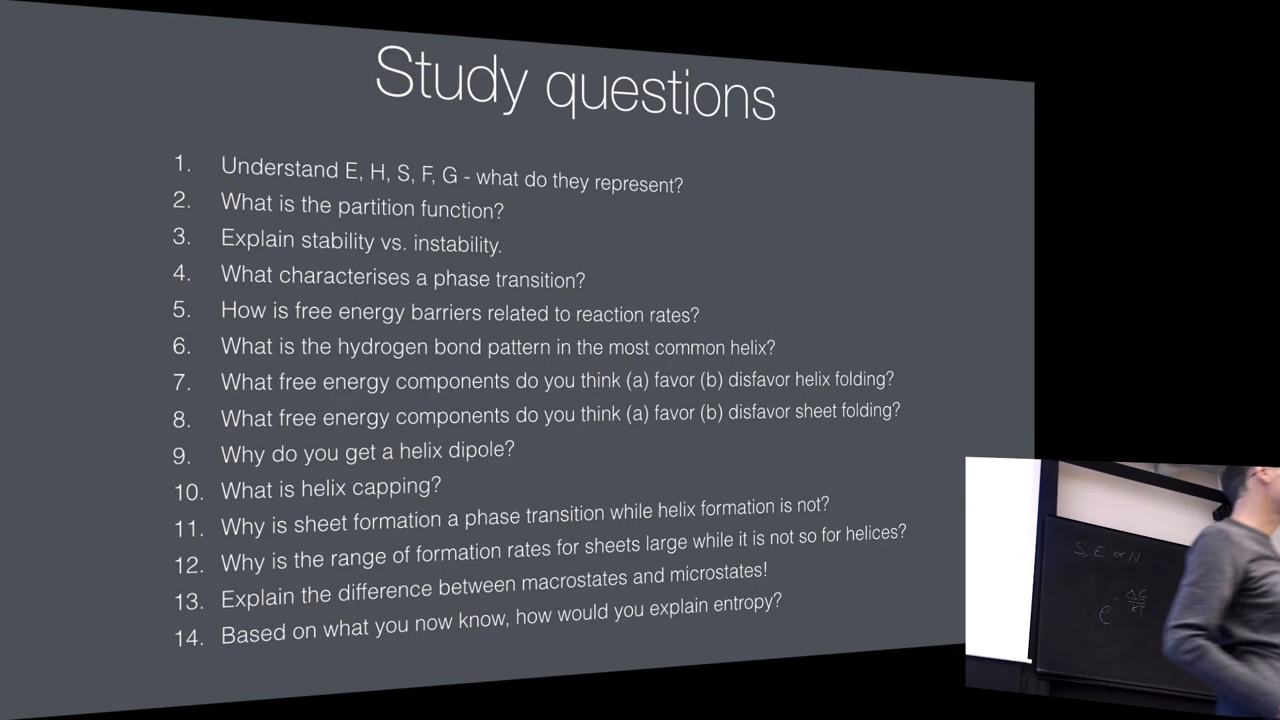 Study questions
1. Understand E, H, S, F, G - what do they represent?
2. What is the partition function?
3. Explain stability vs. instability.
4. What characterises a phase transition?
5. How is free energy barriers related to reaction rates?
6. What is the hydrogen bond pattern in the most common helix?
7. What free energy components do you think (a) favor (b) disfavor helix folding?
8. What free energy components do you think (a) favor (b) disfavor sheet folding?
9. Why do you get a helix dipole?
10. What is helix capping?
11. Why is sheet formation a phase transition while helix formation is not?
12. Why is the range of formation rates for sheets large while it is not so for helices?
13. Explain the difference between macrostates and microstates!
14. Based on what you now know, how would you explain entropy?
S, E ∝ N
e
- ΔG
kT